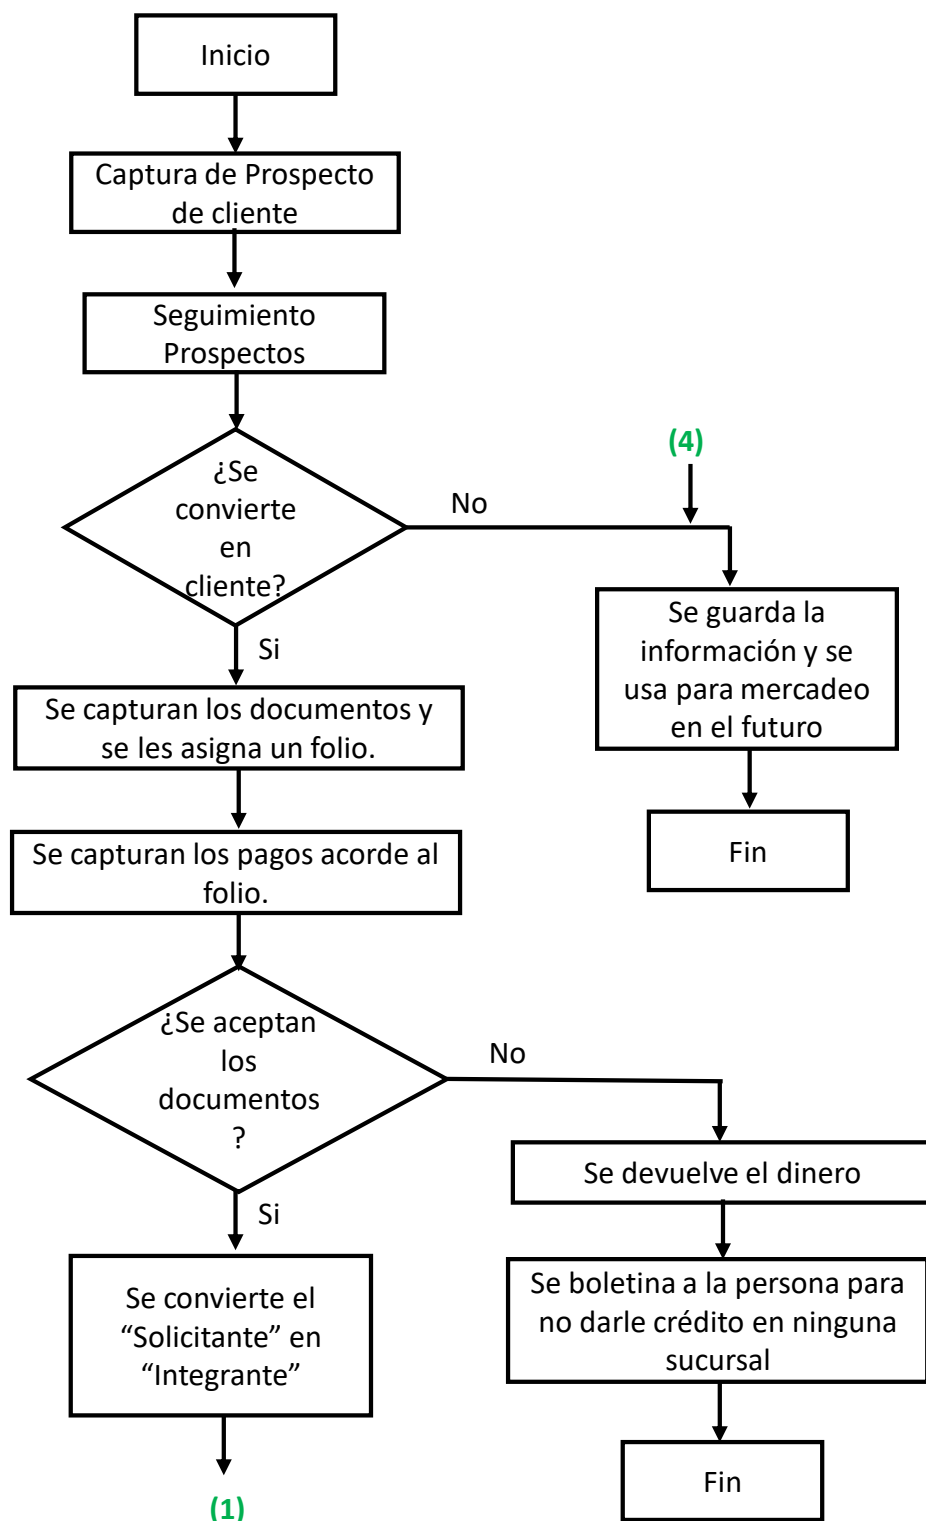 Inicio
Captura de Prospecto
de cliente
Seguimiento
Prospectos
(4)
¿Se
convierte
en
cliente?
No
Si
Se guarda la
información y se
usa para mercadeo
en el futuro
Se capturan los documentos y
se les asigna un folio.
Fin
Se capturan los pagos acorde al
folio.
¿Se aceptan
los
documentos
?
No
Si
Se devuelve el dinero
Se convierte el
“Solicitante” en
“Integrante”
Se boletina a la persona para
no darle crédito en ninguna
sucursal
Fin
(1)